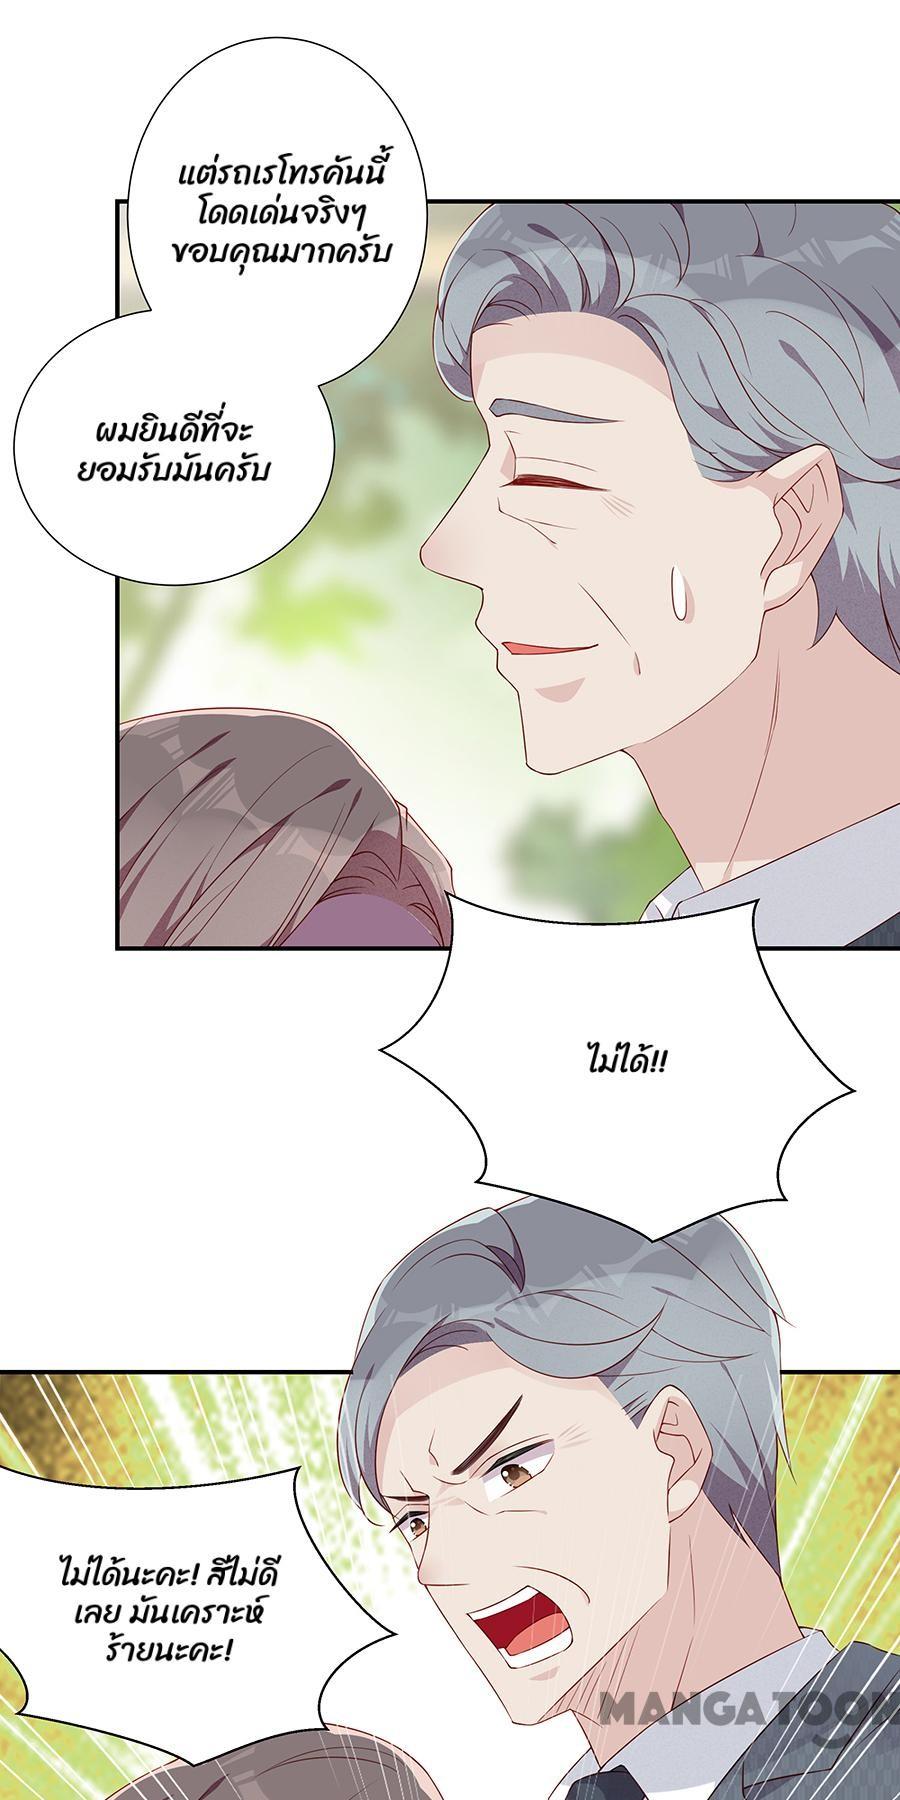 แต่รถเรโทรคันนี้
โดดเด่นจริงๆ
ขอบคุณมากครับ
ผมยินดีที่จะ
ยอมรับมันครับ
ไม่ได้!!
ไม่ได้นะคะ! สีไม่ดี
เลย มันเคราะห์
ร้ายนะคะ!
MANGATOON